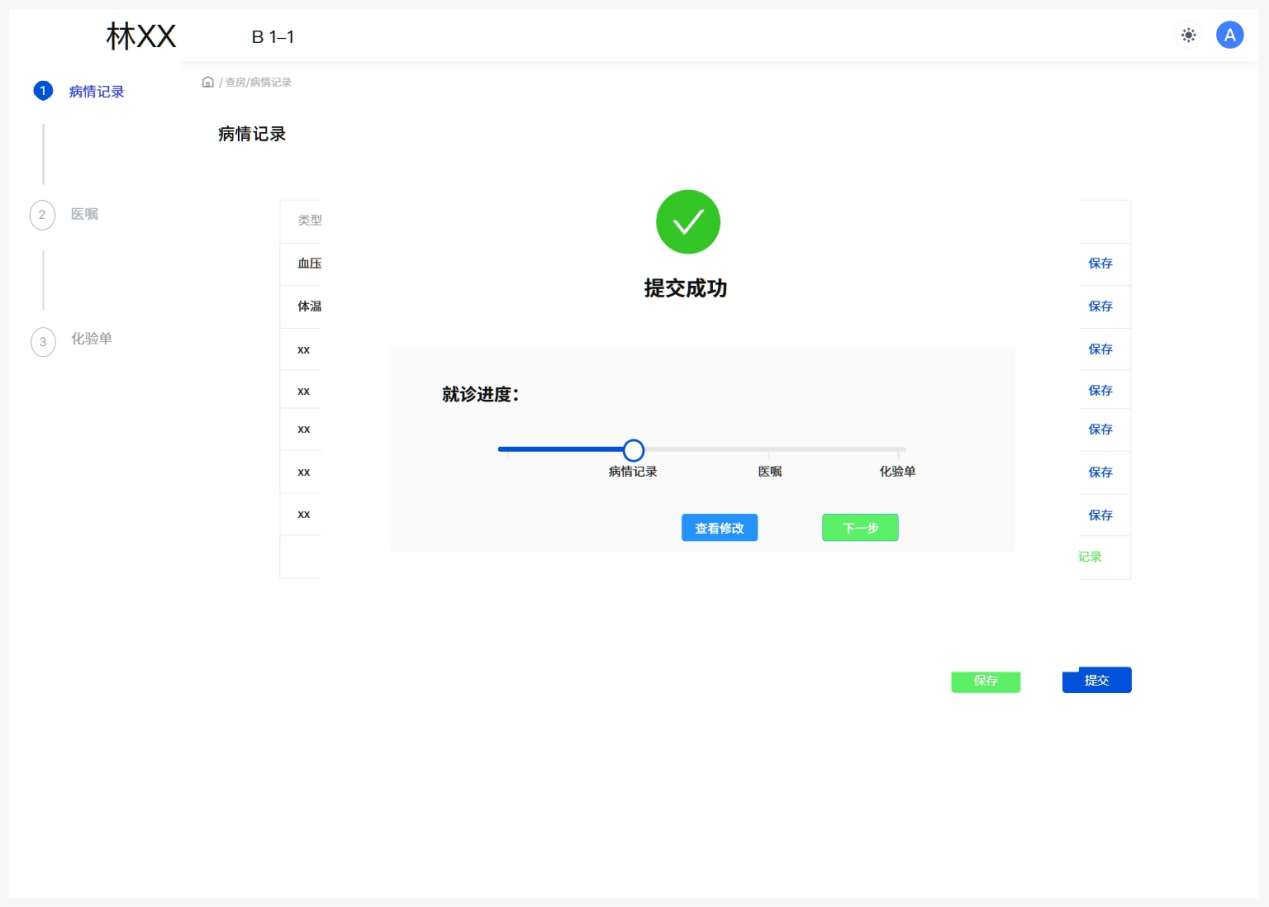 林XX
B 1–1
A
1 病情记录
/ 查房/病情记录
病情记录
2 医嘱
3 化验单
提交成功
类型
血压 保存
体温 保存
xx 保存
就诊进度:
xx 保存
xx 保存
病情记录 医嘱 化验单
xx 保存
xx 保存
查看修改 下一步
记录
保存 提交